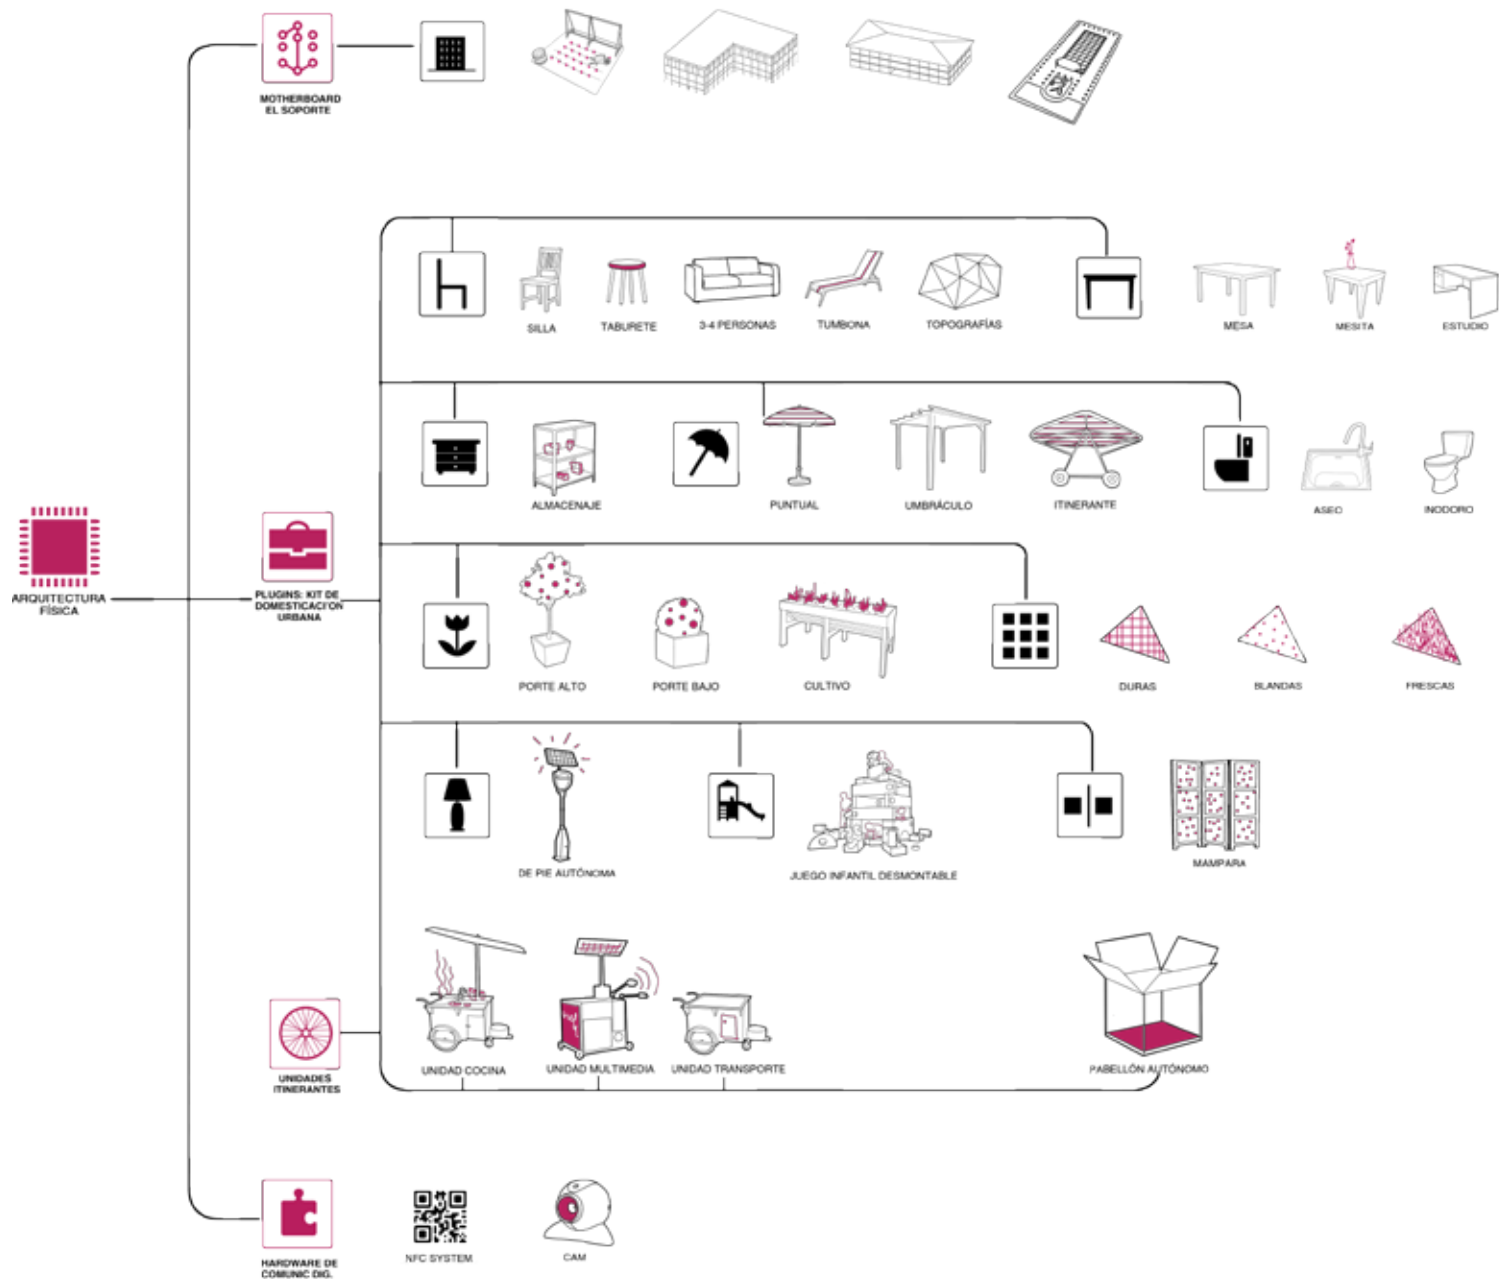 MOTHERBOARD
EL SOPORTE
SILLA
TABURETE
3-4 PERSONAS
TUMBONA
TOPOGRAFÍAS
MESA
MESITA
ESTUDIO
ALMACENAJE
PUNTUAL
UMBRÁCULO
ITINERANTE
ASEO
INODORO
ARQUITECTURA
FÍSICA
PLUGINS: KIT DE
DOMESTICACION
URBANA
PORTE ALTO
PORTE BAJO
CULTIVO
DURAS
BLANDAS
FRESCAS
DE PIE AUTÓNOMA
JUEGO INFANTIL DESMONTABLE
MAMPARA
UNIDADES
ITINERANTES
UNIDAD COCINA
UNIDAD MULTIMEDIA
UNIDAD TRANSPORTE
PABELLÓN AUTÓNOMO
HARDWARE DE
COMUNIC DIG.
NFC SYSTEM
CAM